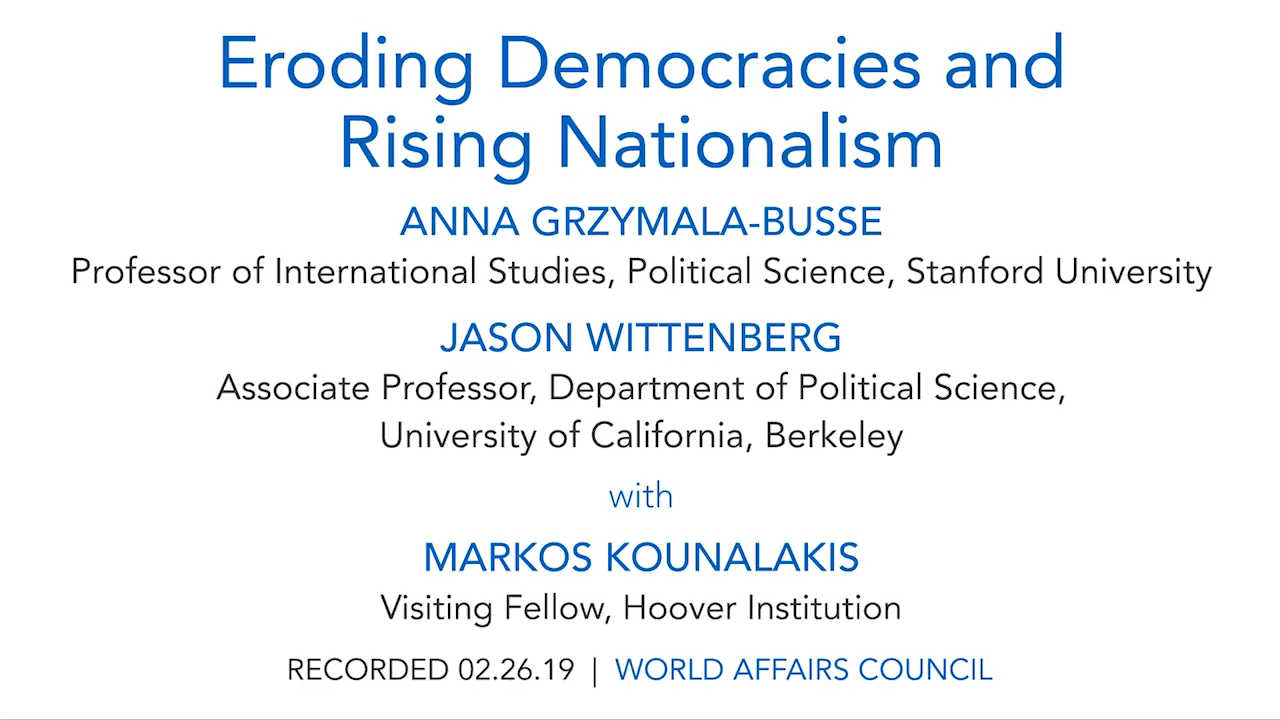 Eroding Democracies and
Rising Nationalism
ANNA GRZYMALA-BUSSE
Professor of International Studies, Political Science, Stanford University
JASON WITTENBERG
Associate Professor, Department of Political Science,
University of California, Berkeley
with
MARKOS KOUNALAKIS
Visiting Fellow, Hoover Institution
RECORDED 02.26.19 | WORLD AFFAIRS COUNCIL